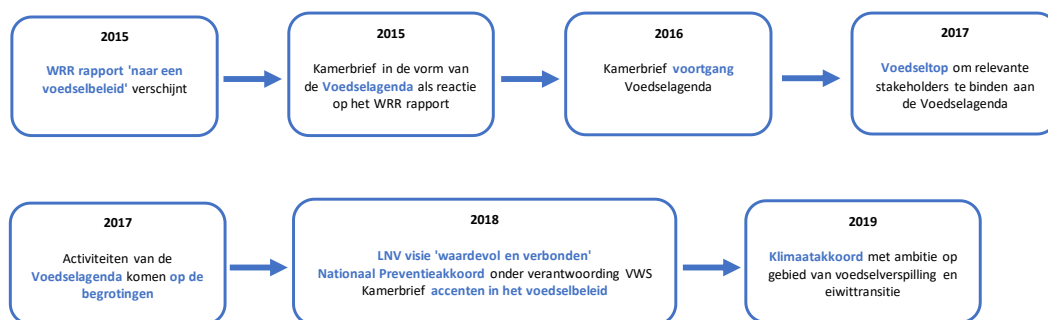 2015
WRR rapport 'naar een
voedselbeleid' verschijnt
2015
Kamerbrief in de vorm van
de Voedselagenda als reactie
op het WRR rapport
2016
Kamerbrief voortgang
Voedselagenda
2017
Voedseltop om relevante
stakeholders te binden aan
de Voedselagenda
2017
Activiteiten van de
Voedselagenda komen op de
begrotingen
2018
LNV visie 'waardevol en verbonden'
Nationaal Preventieakkoord onder verantwoording VWS
Kamerbrief accenten in het voedselbeleid
2019
Klimaatakkoord met ambitie op
gebied van voedselverspilling en
eiwittransitie